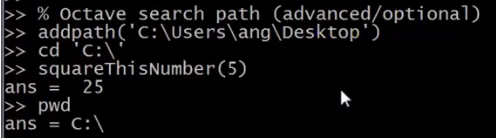 >> % Octave search path (advanced/optional)
>> addpath('C:\Users\ang\Desktop')
>> cd 'C:\'
>> squareThisNumber(5)
ans =  25
>> pwd
ans = C:\